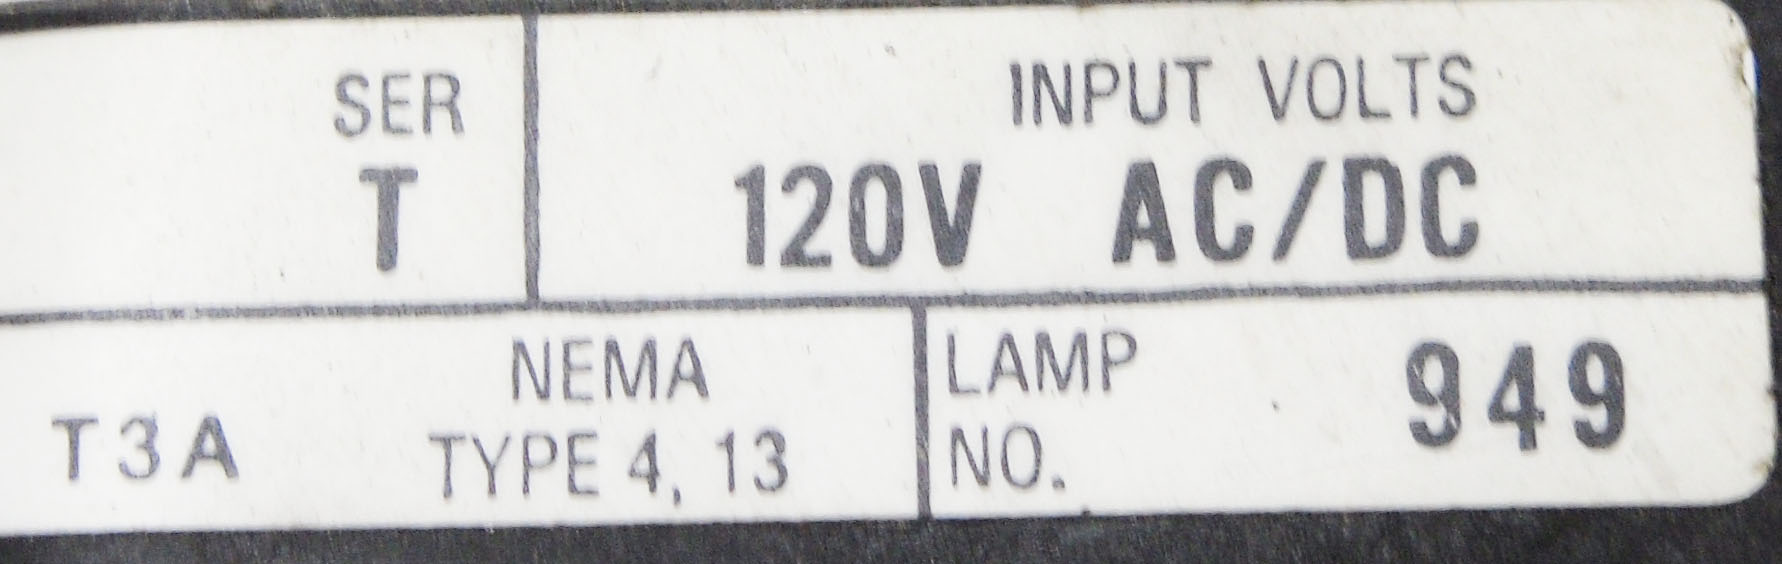 SER
T
INPUT VOLTS
120V AC/DC
T3A
NEMA
TYPE 4, 13
LAMP
NO.
949